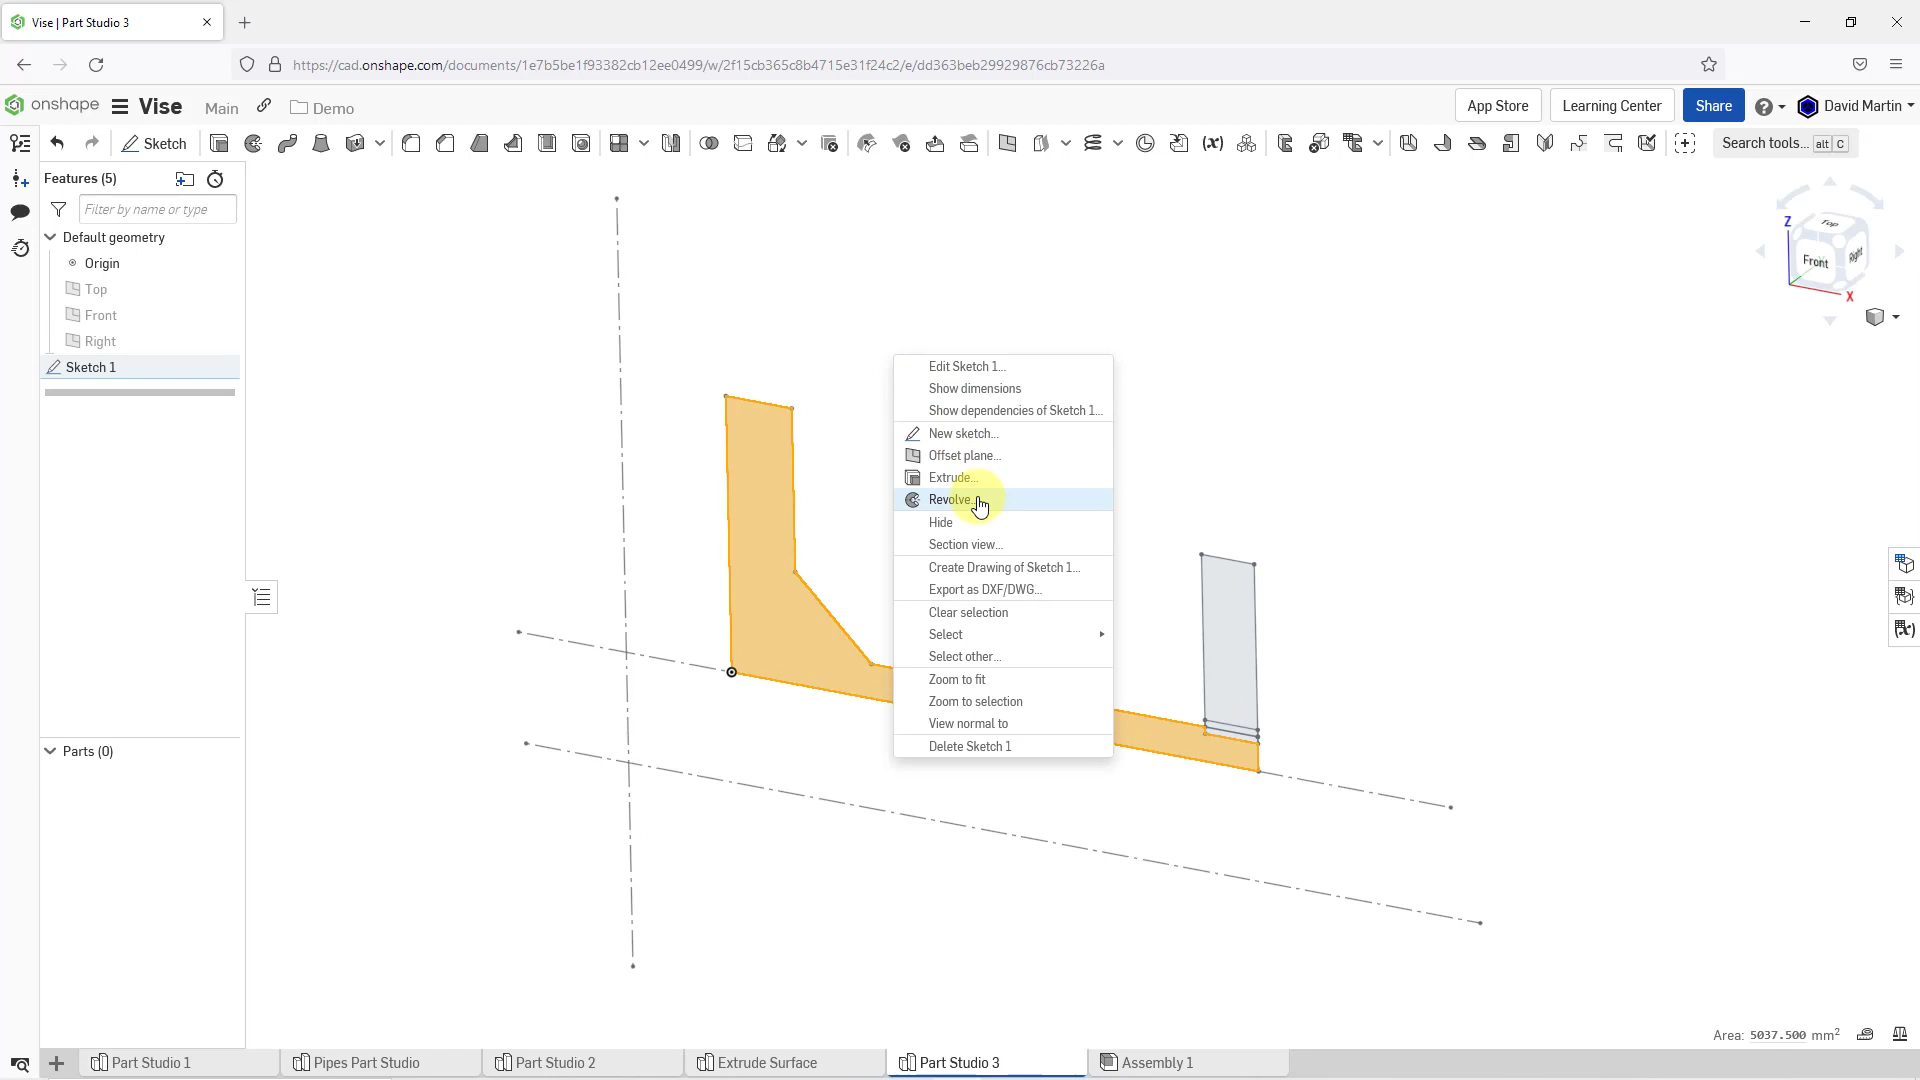 Vise | Part Studio 3
https://cad.onshape.com/documents/1e7b5be1f93382cb12ee0499/w/2f15cb365c8b4715e31f24c2/e/dd363beb29929876cb73226a
onshape Vise Main Demo App Store Learning Center Share David Martin
Sketch Search tools... alt C
Features (5)
Filter by name or type
Default geometry
Origin
Top
Front
Right
Sketch 1
Parts (0)
Z
Top
Front
Right
X
Edit Sketch 1...
Show dimensions
Show dependencies of Sketch 1...
New sketch...
Offset plane...
Extrude...
Revolve...
Hide
Section view...
Create Drawing of Sketch 1...
Export as DXF/DWG...
Clear selection
Select
Select other...
Zoom to fit
Zoom to selection
View normal to
Delete Sketch 1
Area: 5037.500 mm²
Part Studio 1 Pipes Part Studio Part Studio 2 Extrude Surface Part Studio 3 Assembly 1